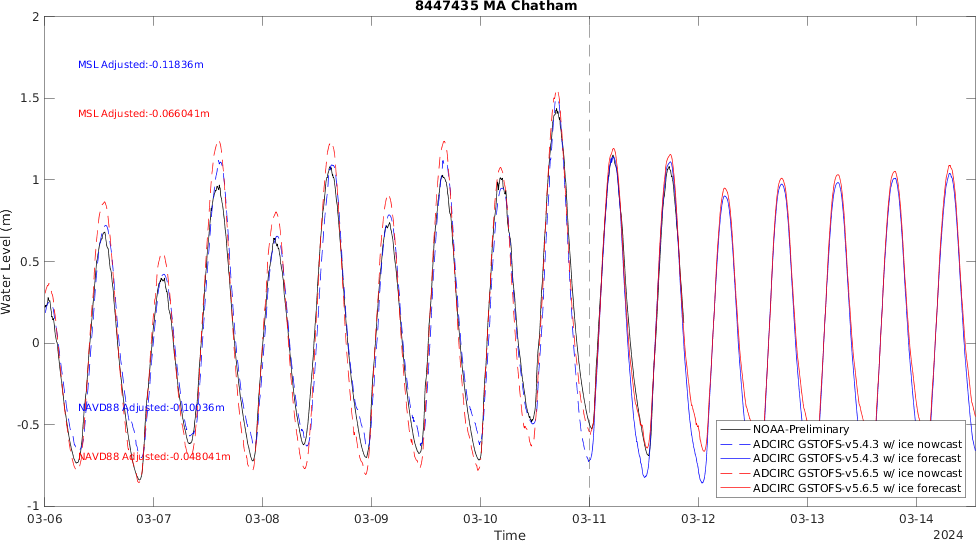 8447435 MA Chatham
2
1.5
1
0.5
0
-0.5
-1
Water Level (m)
MSL Adjusted:-0.11836m
MSL Adjusted:-0.066041m
NAVD88 Adjusted:-0.10036m
NAVD88 Adjusted:-0.048041m
NOAA-Preliminary
ADCIRC GSTOFS-v5.4.3 w/ ice nowcast
ADCIRC GSTOFS-v5.4.3 w/ ice forecast
ADCIRC GSTOFS-v5.6.5 w/ ice nowcast
ADCIRC GSTOFS-v5.6.5 w/ ice forecast
03-06 03-07 03-08 03-09 03-10 03-11 03-12 03-13 03-14
Time
2024